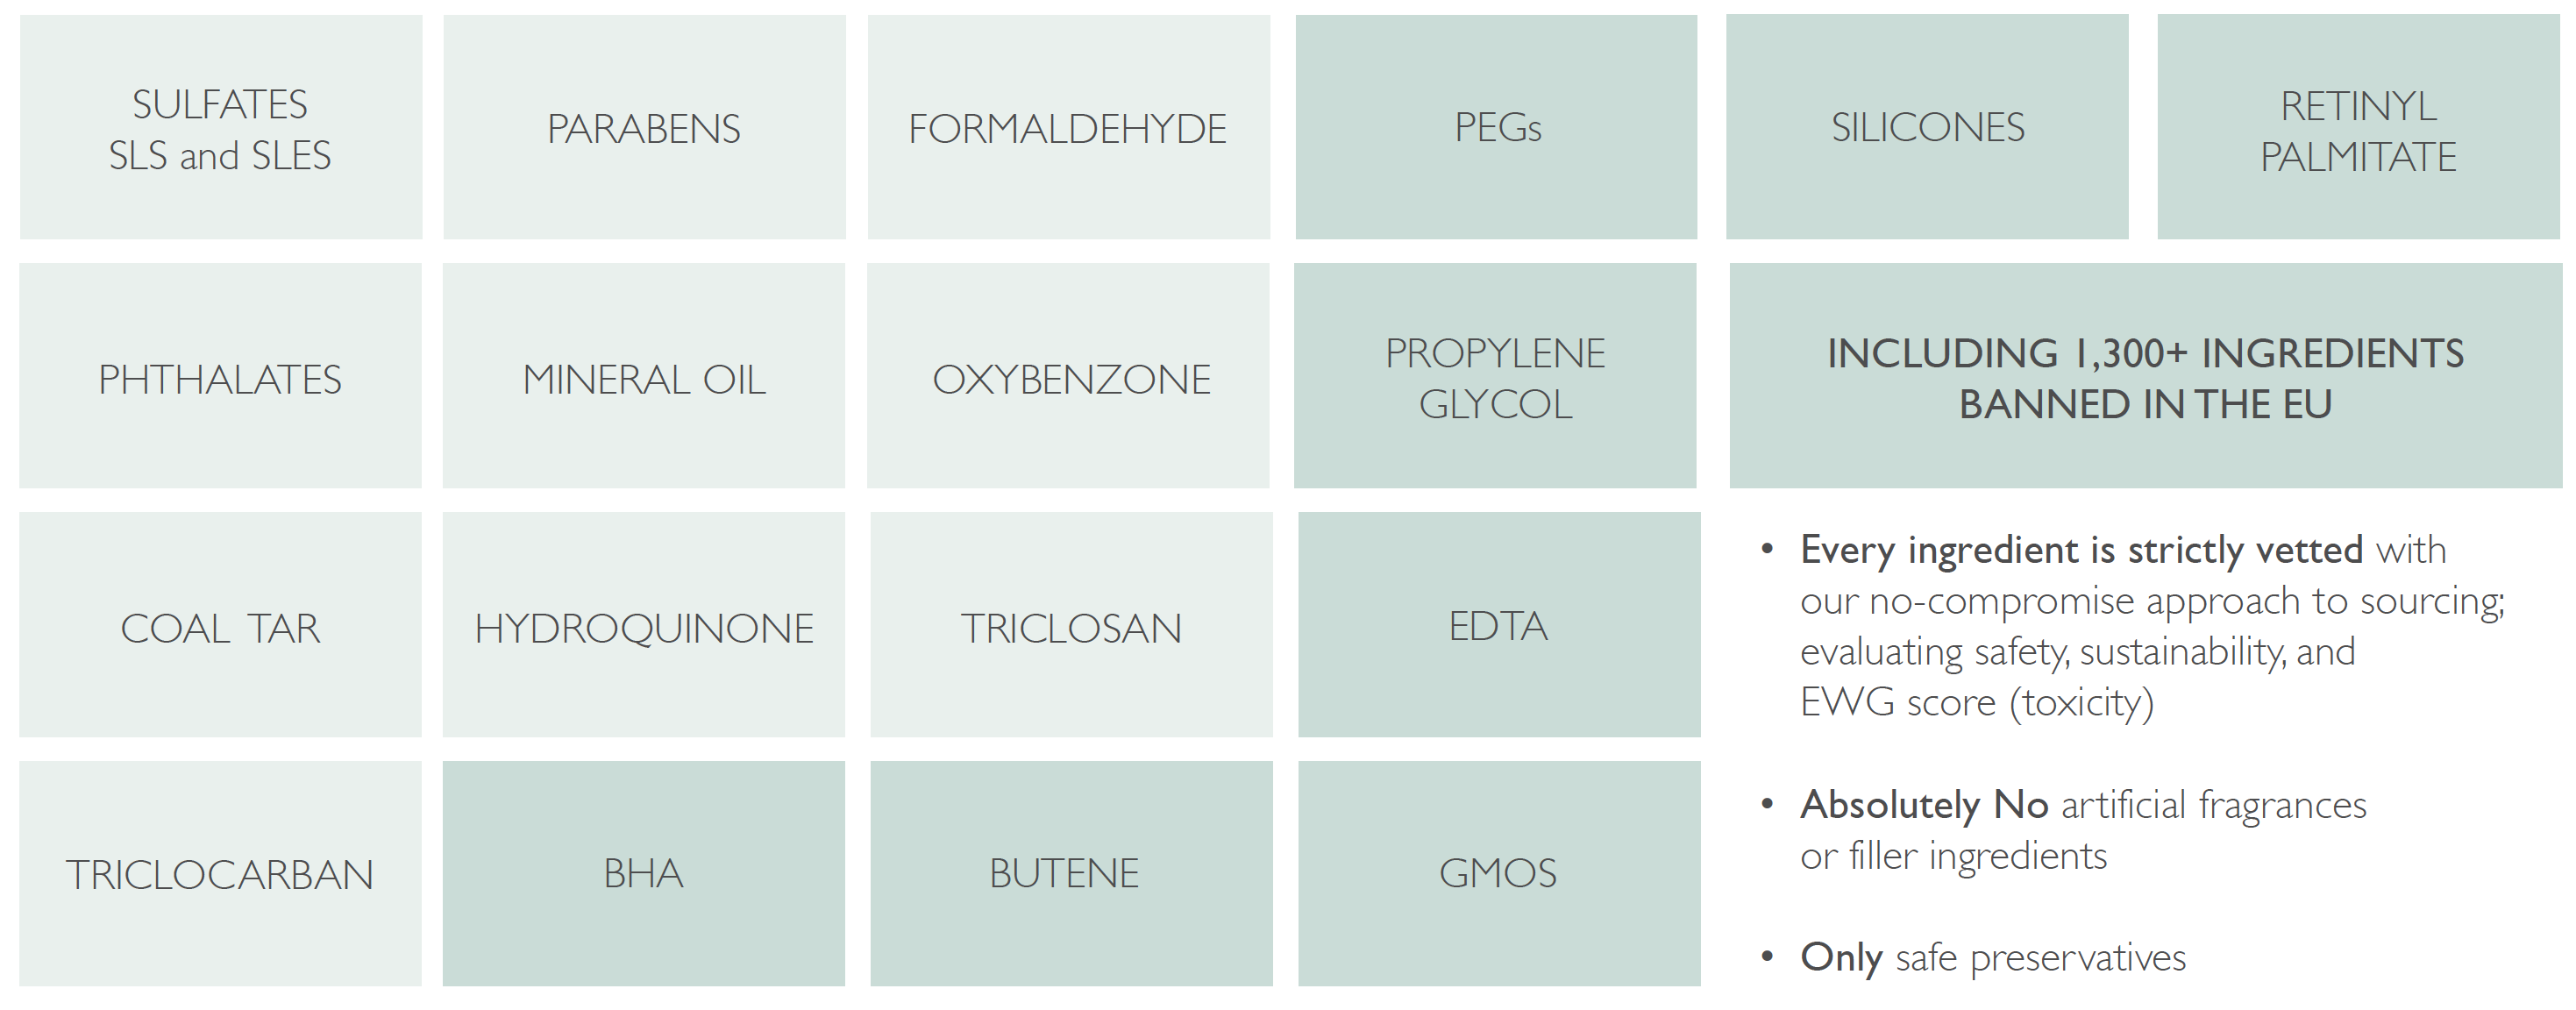 SULFATES
SLS and SLES
PARABENS
FORMALDEHYDE
PEGs
SILICONES
RETINYL
PALMITATE
PHTHALATES
MINERAL OIL
OXYBENZONE
PROPYLENE
GLYCOL
INCLUDING 1,300+ INGREDIENTS
BANNED IN THE EU
COAL TAR
HYDROQUINONE
TRICLOSAN
EDTA
TRICLOCARBAN
BHA
BUTENE
GMOS
• Every ingredient is strictly vetted with
our no-compromise approach to sourcing;
evaluating safety, sustainability, and
EWG score (toxicity)
• Absolutely No artificial fragrances
or filler ingredients
• Only safe preservatives